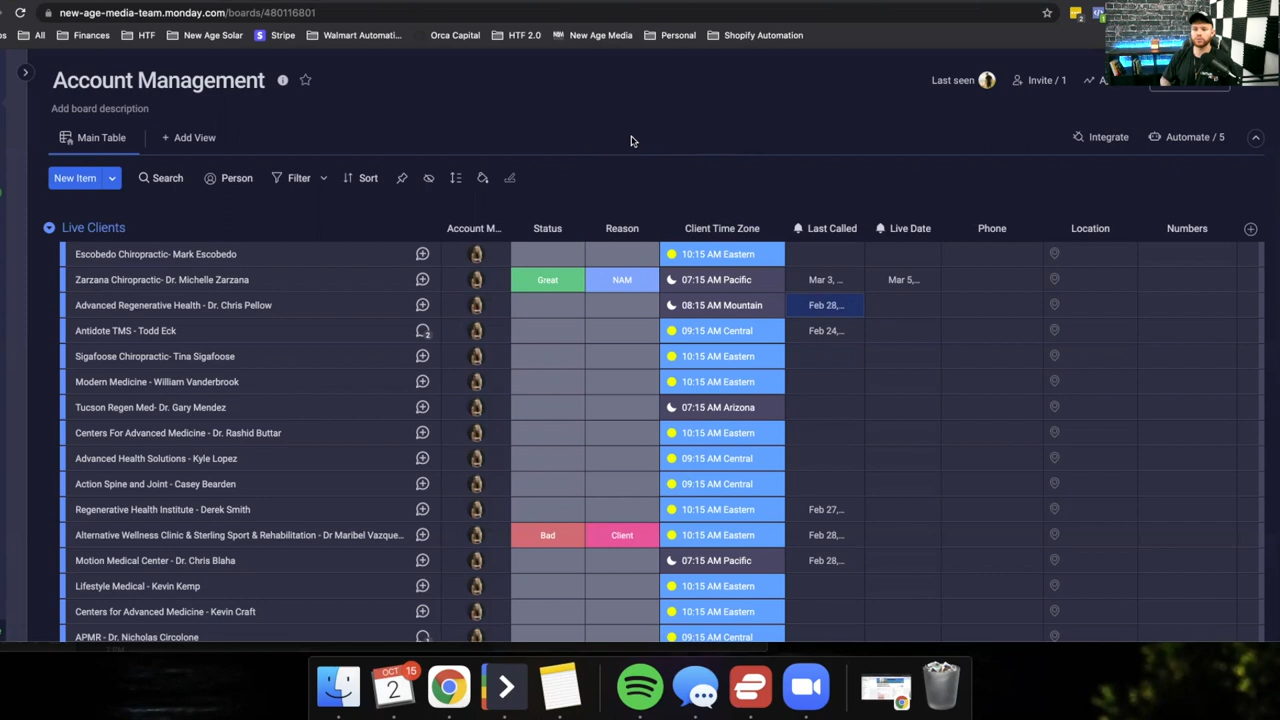 new-age-media-team.monday.com/boards/480116801
All Finances HTF New Age Solar Stripe Walmart Automati... Orca Capital HTF 2.0 New Age Media Personal Shopify Automation
Account Management
Last seen Invite / 1
Add board description
Main Table + Add View
Integrate Automate / 5
New Item Search Person Filter Sort
Live Clients Account M... Status Reason Client Time Zone Last Called Live Date Phone Location Numbers
Escobedo Chiropractic- Mark Escobedo 10:15 AM Eastern
Zarzana Chiropractic- Dr. Michelle Zarzana Great NAM 07:15 AM Pacific Mar 3, ... Mar 5,...
Advanced Regenerative Health - Dr. Chris Pellow 08:15 AM Mountain Feb 28,...
Antidote TMS - Todd Eck 2 09:15 AM Central Feb 24,...
Sigafoose Chiropractic- Tina Sigafoose 10:15 AM Eastern
Modern Medicine - William Vanderbrook 10:15 AM Eastern
Tucson Regen Med- Dr. Gary Mendez 07:15 AM Arizona
Centers For Advanced Medicine - Dr. Rashid Buttar 10:15 AM Eastern
Advanced Health Solutions - Kyle Lopez 09:15 AM Central
Action Spine and Joint - Casey Bearden 09:15 AM Central
Regenerative Health Institute - Derek Smith 10:15 AM Eastern Feb 27,...
Alternative Wellness Clinic & Sterling Sport & Rehabilitation - Dr Maribel Vazque... Bad Client 10:15 AM Eastern Feb 28,...
Motion Medical Center - Dr. Chris Blaha 07:15 AM Pacific Feb 28,...
Lifestyle Medical - Kevin Kemp 10:15 AM Eastern
Centers for Advanced Medicine - Kevin Craft 10:15 AM Eastern
APMR - Dr. Nicholas Circolone 09:15 AM Central
OCT 15
2